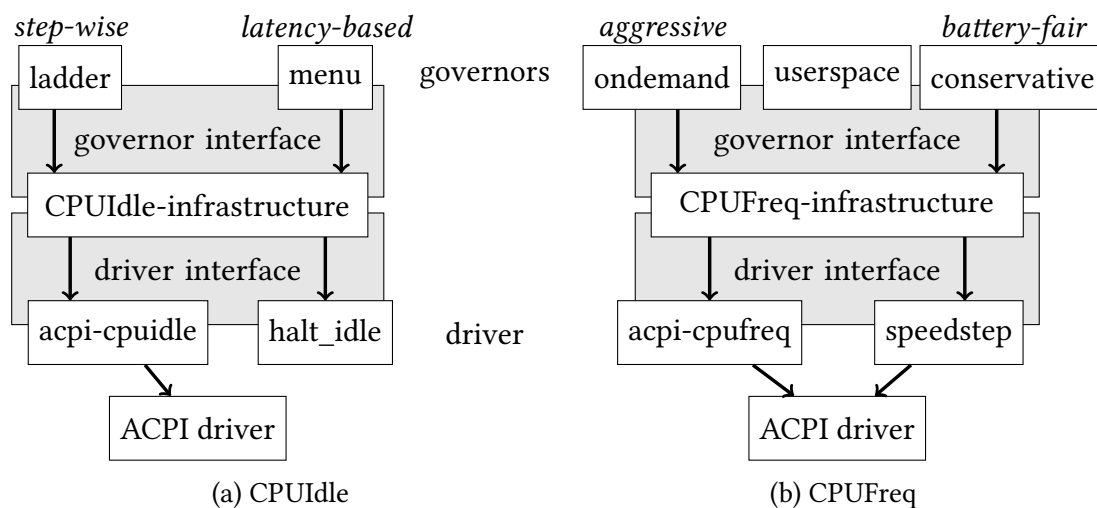 step-wise latency-based aggressive battery-fair
ladder menu governors ondemand userspace conservative
governor interface governor interface
CPUIdle-infrastructure CPUFreq-infrastructure
driver interface driver interface
acpi-cpuidle halt_idle driver acpi-cpufreq speedstep
ACPI driver ACPI driver
(a) CPUIdle (b) CPUFreq